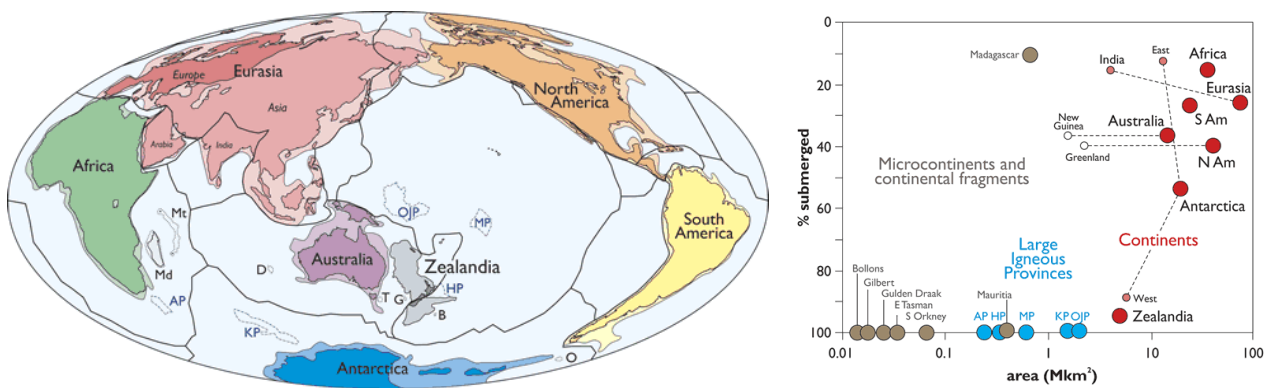 Europe
Eurasia
Asia
Arabia
India
Africa
North
America
South
America
Australia
Zealandia
Antarctica
Mt
Md
AP
KP
D
T
G
B
HP
OJP
MP
O
% submerged
0
20
40
60
80
100
0.01
0.1
1
10
100
area (Mkm²)
Madagascar
India
East
Africa
Eurasia
S Am
Australia
New
Guinea
Greenland
N Am
Antarctica
Microcontinents and
continental fragments
Continents
Large
Igneous
Provinces
West
Zealandia
Bollons
Gilbert
Gulden Draak
E Tasman
S Orkney
Mauritia
AP HP
MP
KP OJP